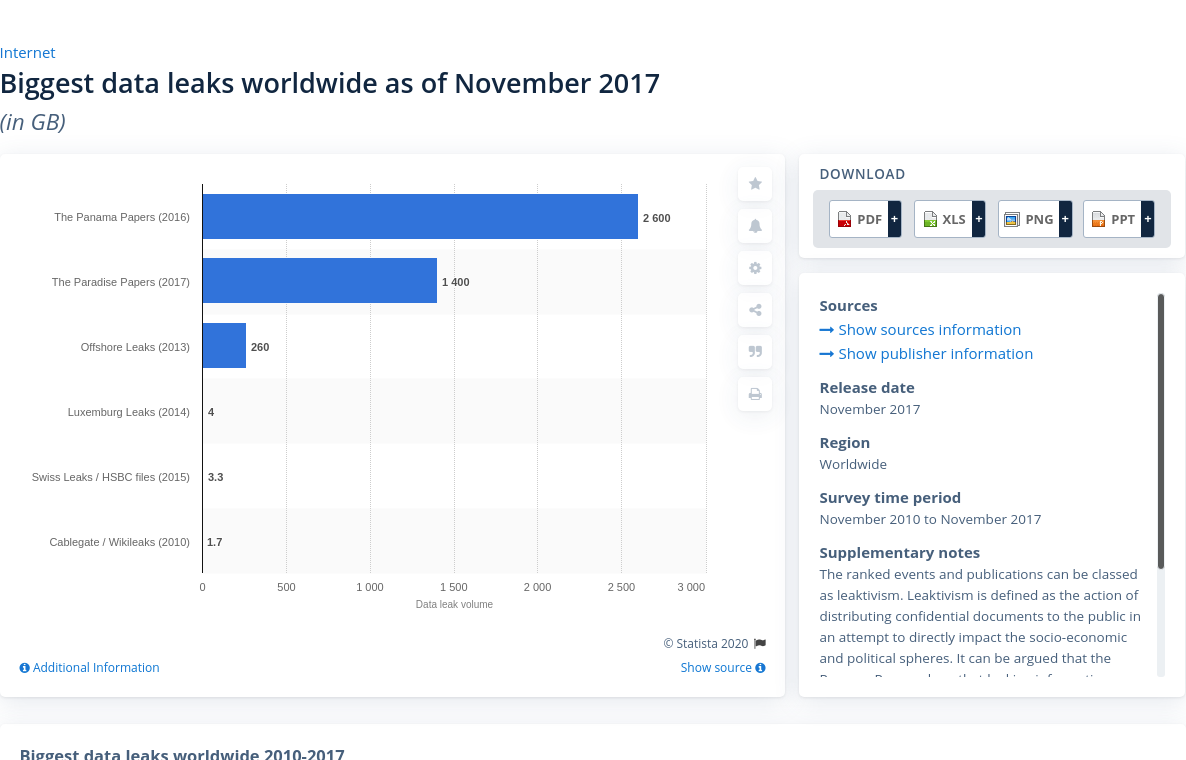 Internet
Biggest data leaks worldwide as of November 2017
(in GB)
The Panama Papers (2016)
2 600
The Paradise Papers (2017)
1 400
Offshore Leaks (2013)
260
Luxemburg Leaks (2014)
4
Swiss Leaks / HSBC files (2015)
3.3
Cablegate / Wikileaks (2010)
1.7
0 500 1 000 1 500 2 000 2 500 3 000
Data leak volume
© Statista 2020
Additional Information
Show source
DOWNLOAD
PDF + XLS + PNG + PPT +
Sources
Show sources information
Show publisher information
Release date
November 2017
Region
Worldwide
Survey time period
November 2010 to November 2017
Supplementary notes
The ranked events and publications can be classed
as leaktivism. Leaktivism is defined as the action of
distributing confidential documents to the public in
an attempt to directly impact the socio-economic
and political spheres. It can be argued that the
Biggest data leaks worldwide 2010-2017